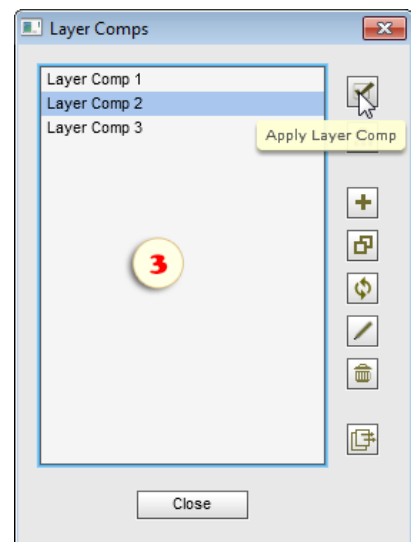 Layer Comps
Layer Comp 1
Layer Comp 2
Layer Comp 3
Apply Layer Comp
3
Close